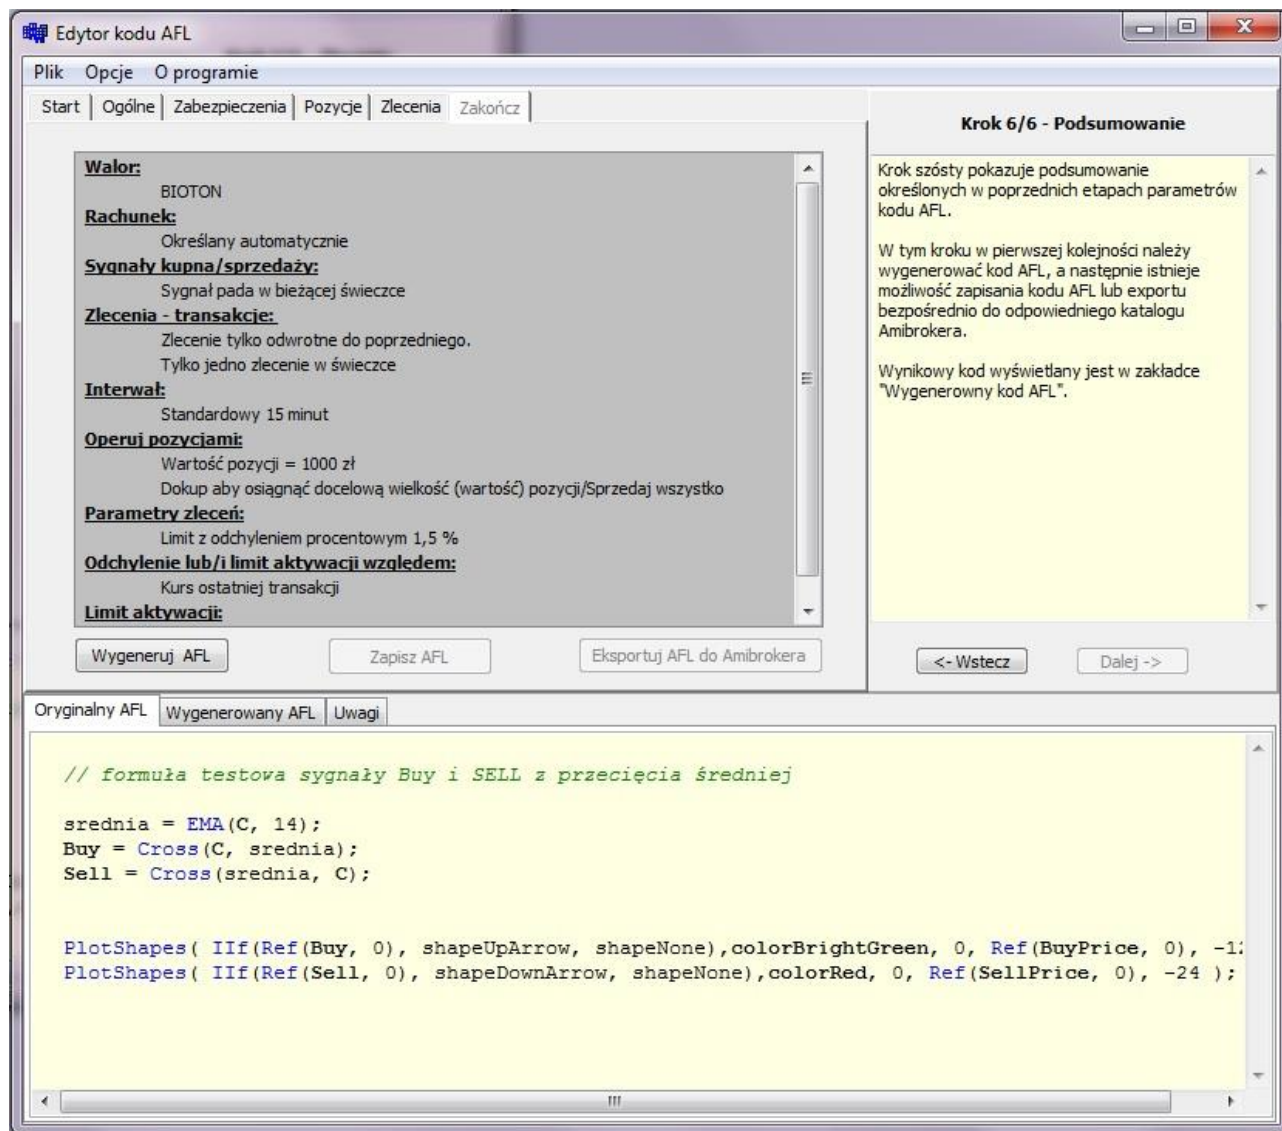 Edytor kodu AFL
Plik Opcje O programie
Start Ogólne Zabezpieczenia Pozycje Zlecenia Zakończ
Walor:
BIOTON
Rachunek:
Określany automatycznie
Sygnały kupna/sprzedaży:
Sygnał pada w bieżącej świeczce
Zlecenia - transakcje:
Zlecenie tylko odwrotne do poprzedniego.
Tylko jedno zlecenie w świeczce
Interwał:
Standardowy 15 minut
Operuj pozycjami:
Wartość pozycji = 1000 zł
Dokup aby osiągnąć docelową wielkość (wartość) pozycji/Sprzedaj wszystko
Parametry zleceń:
Limit z odchyleniem procentowym 1,5 %
Odchylenie lub/i limit aktywacji względem:
Kurs ostatniej transakcji
Limit aktywacji:
Wygeneruj AFL Zapisz AFL Eksportuj AFL do Amibrokera
Krok 6/6 - Podsumowanie
Krok szósty pokazuje podsumowanie
określonych w poprzednich etapach parametrów
kodu AFL.
W tym kroku w pierwszej kolejności należy
wygenerować kod AFL, a następnie istnieje
możliwość zapisania kodu AFL lub exportu
bezpośrednio do odpowiedniego katalogu
Amibrokera.
Wynikowy kod wyświetlany jest w zakładce
"Wygenerowny kod AFL".
<- Wstecz Dalej ->
Oryginalny AFL Wygenerowany AFL Uwagi
// formuła testowa sygnały Buy i SELL z przecięcia średniej
srednia = EMA(C, 14);
Buy = Cross(C, srednia);
Sell = Cross(srednia, C);
PlotShapes( IIf(Ref(Buy, 0), shapeUpArrow, shapeNone),colorBrightGreen, 0, Ref(BuyPrice, 0), -12
PlotShapes( IIf(Ref(Sell, 0), shapeDownArrow, shapeNone),colorRed, 0, Ref(SellPrice, 0), -24 );